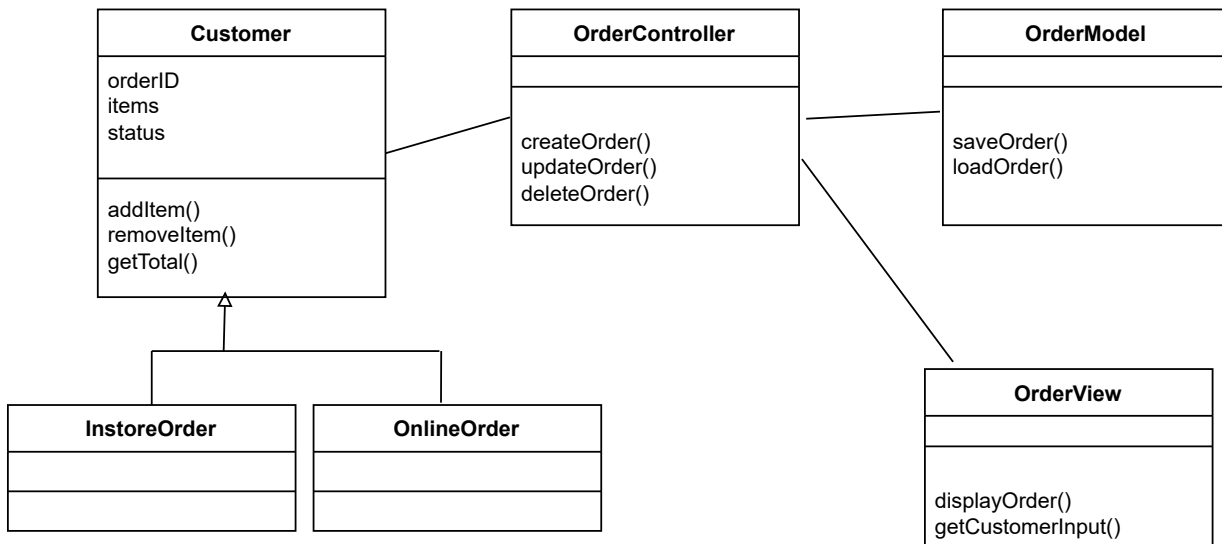 Customer
orderID
items
status
addItem()
removeItem()
getTotal()
OrderController
createOrder()
updateOrder()
deleteOrder()
OrderModel
saveOrder()
loadOrder()
InstoreOrder
OnlineOrder
OrderView
displayOrder()
getCustomerInput()